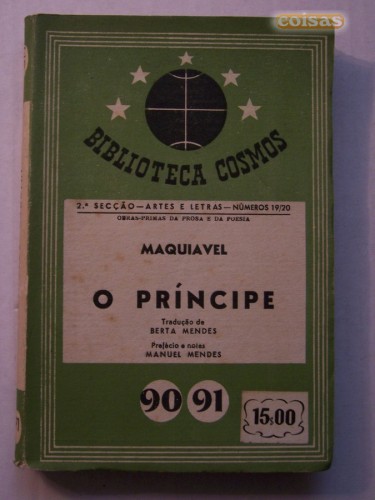 coisas
BIBLIOTECA COSMOS
2.ª SECÇÃO — ARTES E LETRAS — NÚMEROS 19/20
OBRAS-PRIMAS DA PROSA E DA POESIA
MAQUIAVEL
O PRÍNCIPE
Tradução de
BERTA MENDES
Prefácio e notas
MANUEL MENDES
90 91
15$00